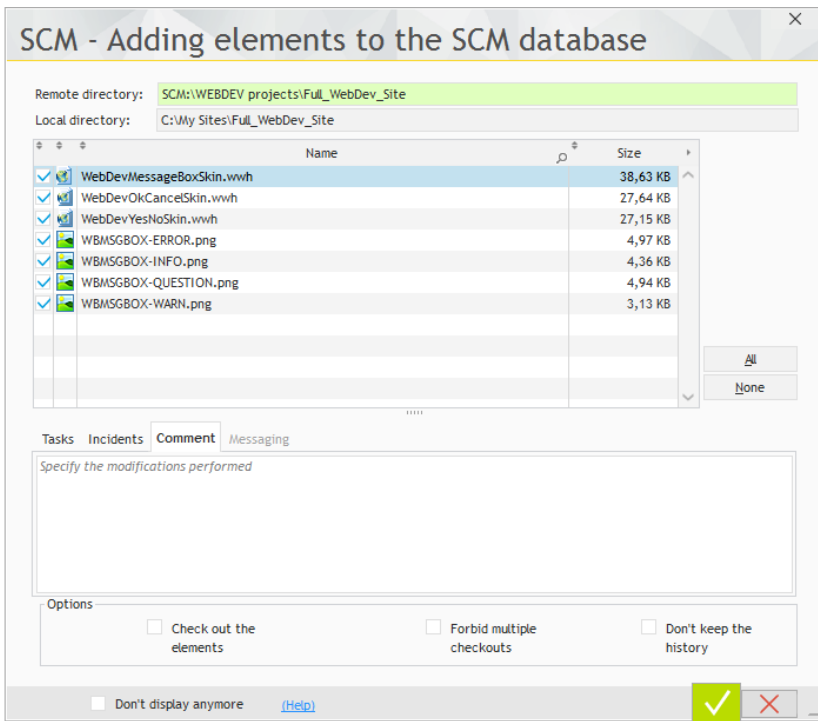 SCM - Adding elements to the SCM database
Remote directory: SCM:\WEBDEV projects\Full_WebDev_Site
Local directory: C:\My Sites\Full_WebDev_Site
Name Size
WebDevMessageBoxSkin.wwh 38,63 KB
WebDevOkCancelSkin.wwh 27,64 KB
WebDevYesNoSkin.wwh 27,15 KB
WBMSGBOX-ERROR.png 4,97 KB
WBMSGBOX-INFO.png 4,36 KB
WBMSGBOX-QUESTION.png 4,94 KB
WBMSGBOX-WARN.png 3,13 KB
All
None
Tasks Incidents Comment Messaging
Specify the modifications performed
Options
Check out the Forbid multiple Don't keep the
elements checkouts history
Don't display anymore (Help)